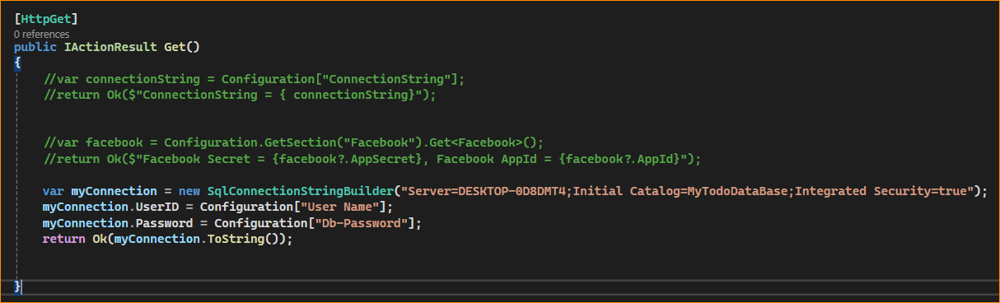 [HttpGet]
0 references
public IActionResult Get()
{
//var connectionString = Configuration["ConnectionString"];
//return Ok($"ConnectionString = { connectionString}");
//var facebook = Configuration.GetSection("Facebook").Get<Facebook>();
//return Ok($"Facebook Secret = {facebook?.AppSecret}, Facebook AppId = {facebook?.AppId}");
var myConnection = new SqlConnectionStringBuilder("Server=DESKTOP-0D8DMT4;Initial Catalog=MyTodoDataBase;Integrated Security=true");
myConnection.UserID = Configuration["User Name"];
myConnection.Password = Configuration["Db-Password"];
return Ok(myConnection.ToString());
}